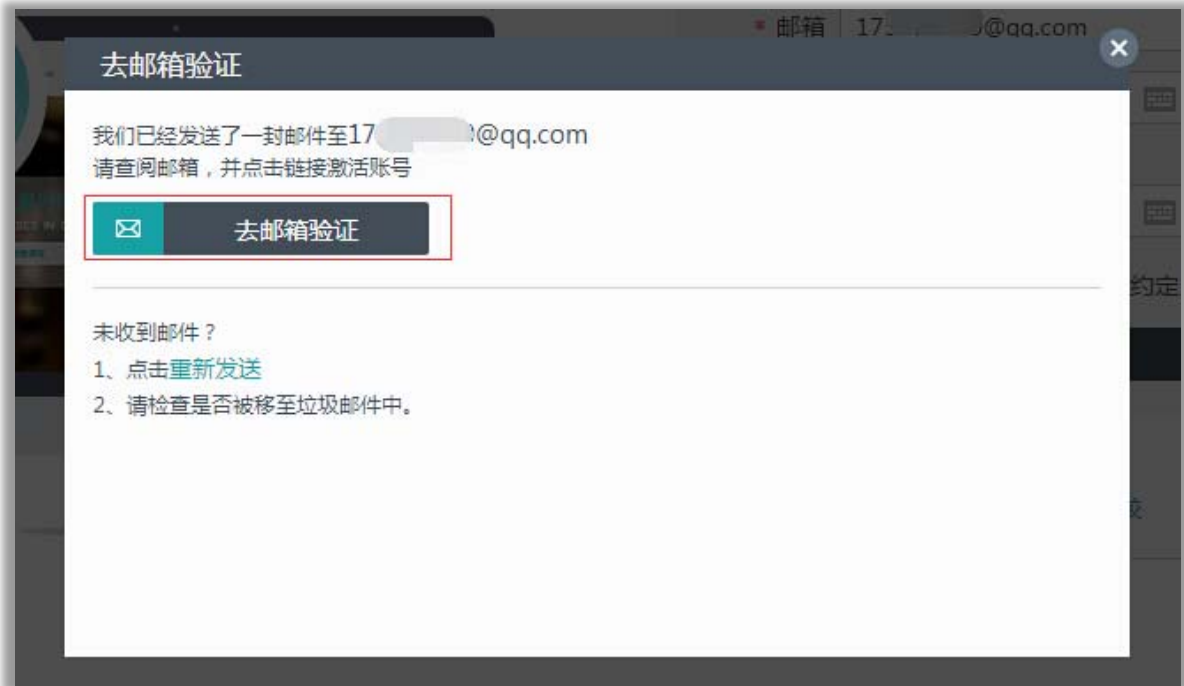 * 邮箱 17 @qq.com
去邮箱验证
我们已经发送了一封邮件至17 @qq.com
请查阅邮箱，并点击链接激活账号
去邮箱验证
约定
未收到邮件？
1、点击重新发送
2、请检查是否被移至垃圾邮件中。